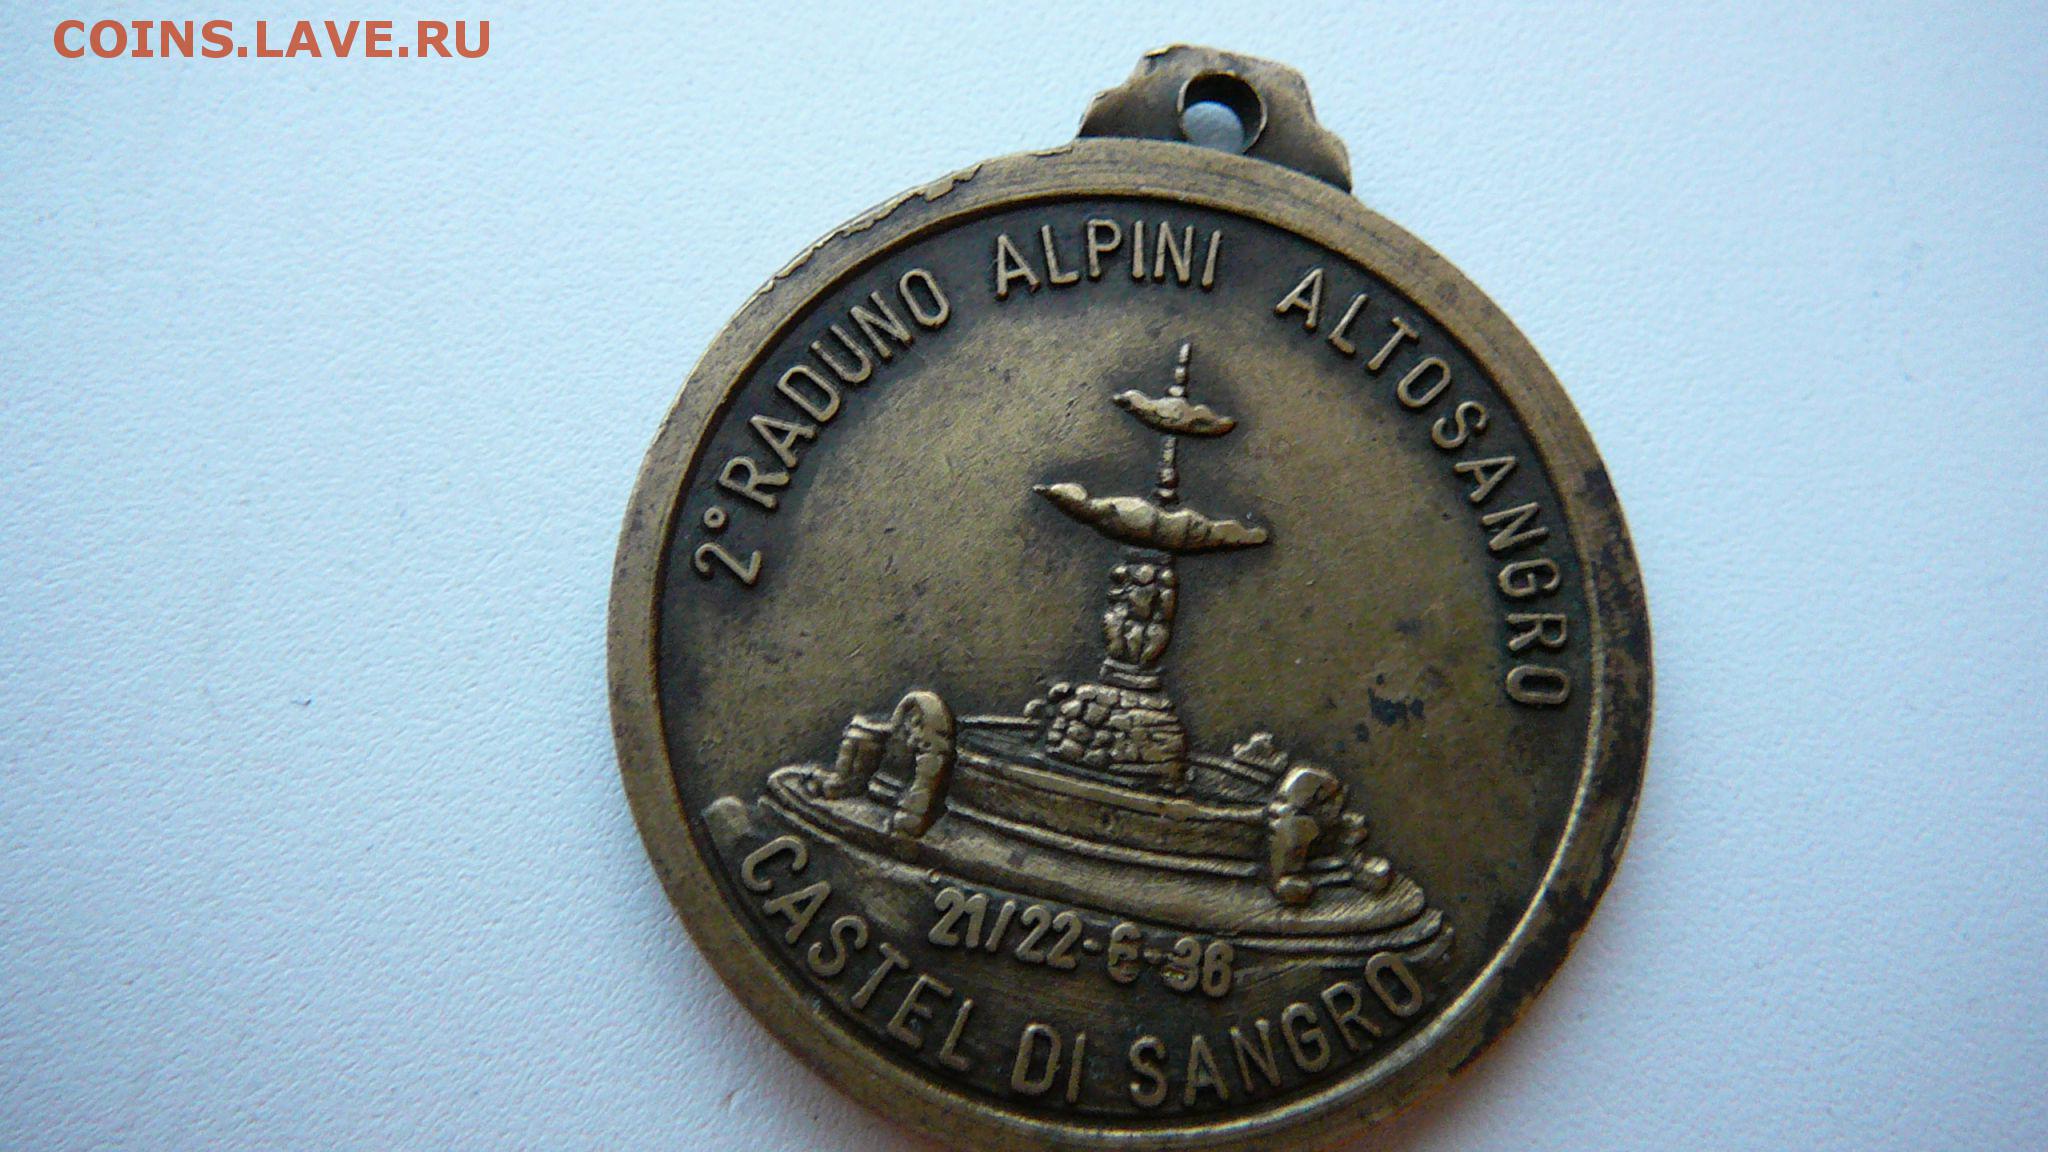 COINS.LAVE.RU
2° RADUNO ALPINI ALTOSANGRO
21/22-6-86
CASTEL DI SANGRO